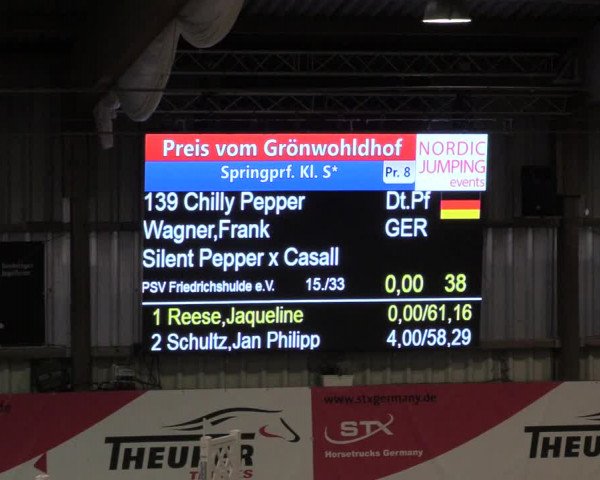 Preis vom Grönwohldhof
Springprf. Kl. S* Pr. 8
NORDIC
JUMPING
events
139 Chilly Pepper Dt.Pf
Wagner,Frank GER
Silent Pepper x Casall
PSV Friedrichshulde e.V. 15./33 0,00 38
1 Reese,Jaqueline 0,00/61,16
2 Schultz,Jan Philipp 4,00/58,29
www.stxgermany.de
STX
Horsetrucks Germany